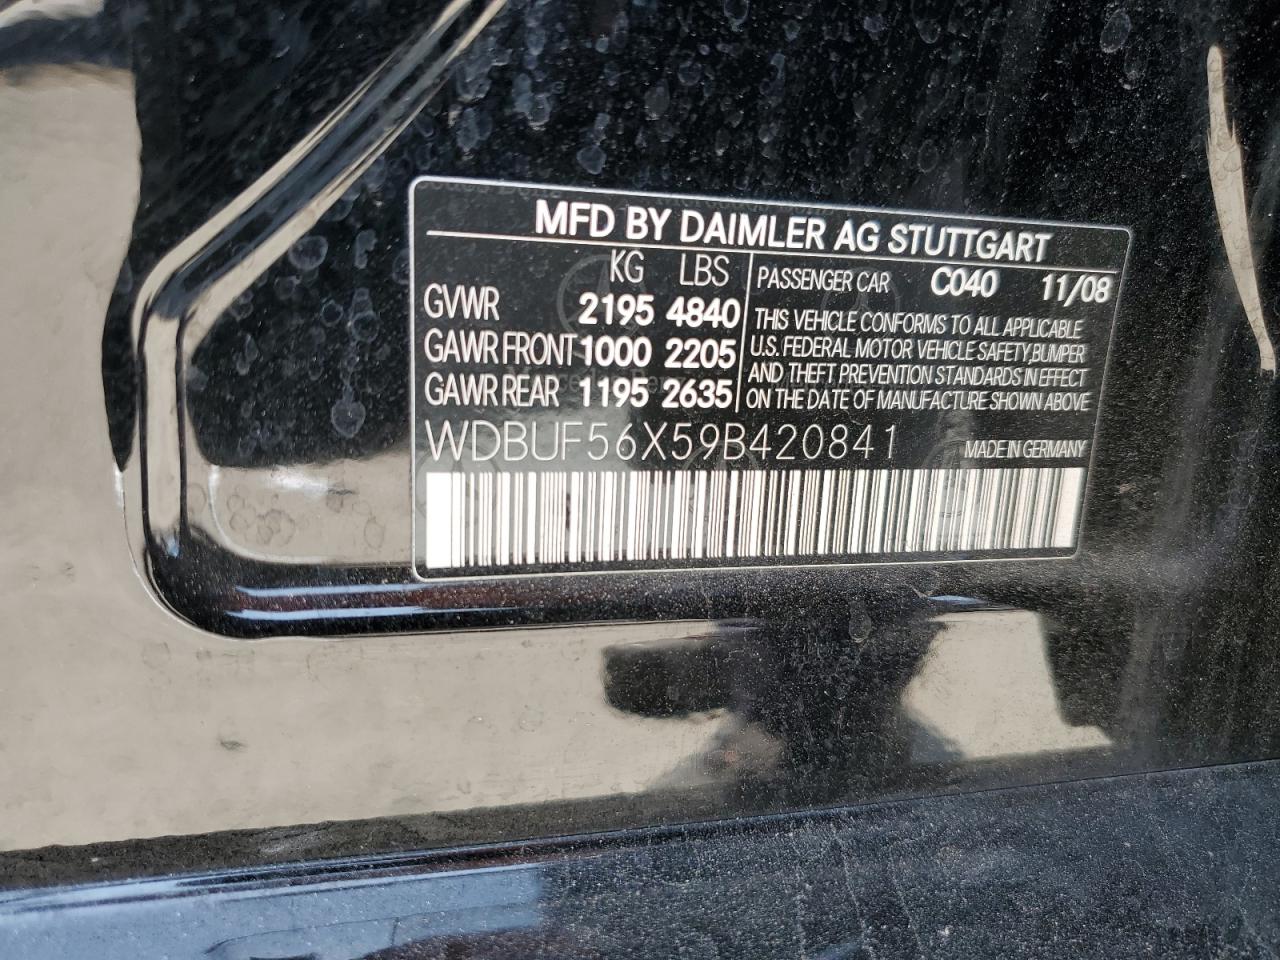 MFD BY DAIMLER AG STUTTGART
KG LBS
GVWR 2195 4840
GAWR FRONT 1000 2205
GAWR REAR 1195 2635
PASSENGER CAR C040 11/08
THIS VEHICLE CONFORMS TO ALL APPLICABLE
U.S. FEDERAL MOTOR VEHICLE SAFETY, BUMPER
AND THEFT PREVENTION STANDARDS IN EFFECT
ON THE DATE OF MANUFACTURE SHOWN ABOVE
WDBUF56X59B420841 MADE IN GERMANY